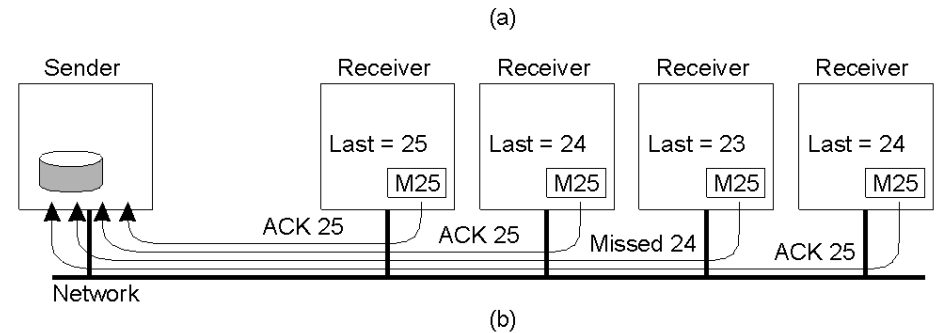 (a)
Sender Receiver Receiver Receiver Receiver
Last = 25 Last = 24 Last = 23 Last = 24
M25 M25 M25 M25
ACK 25 ACK 25 Missed 24 ACK 25
Network
(b)